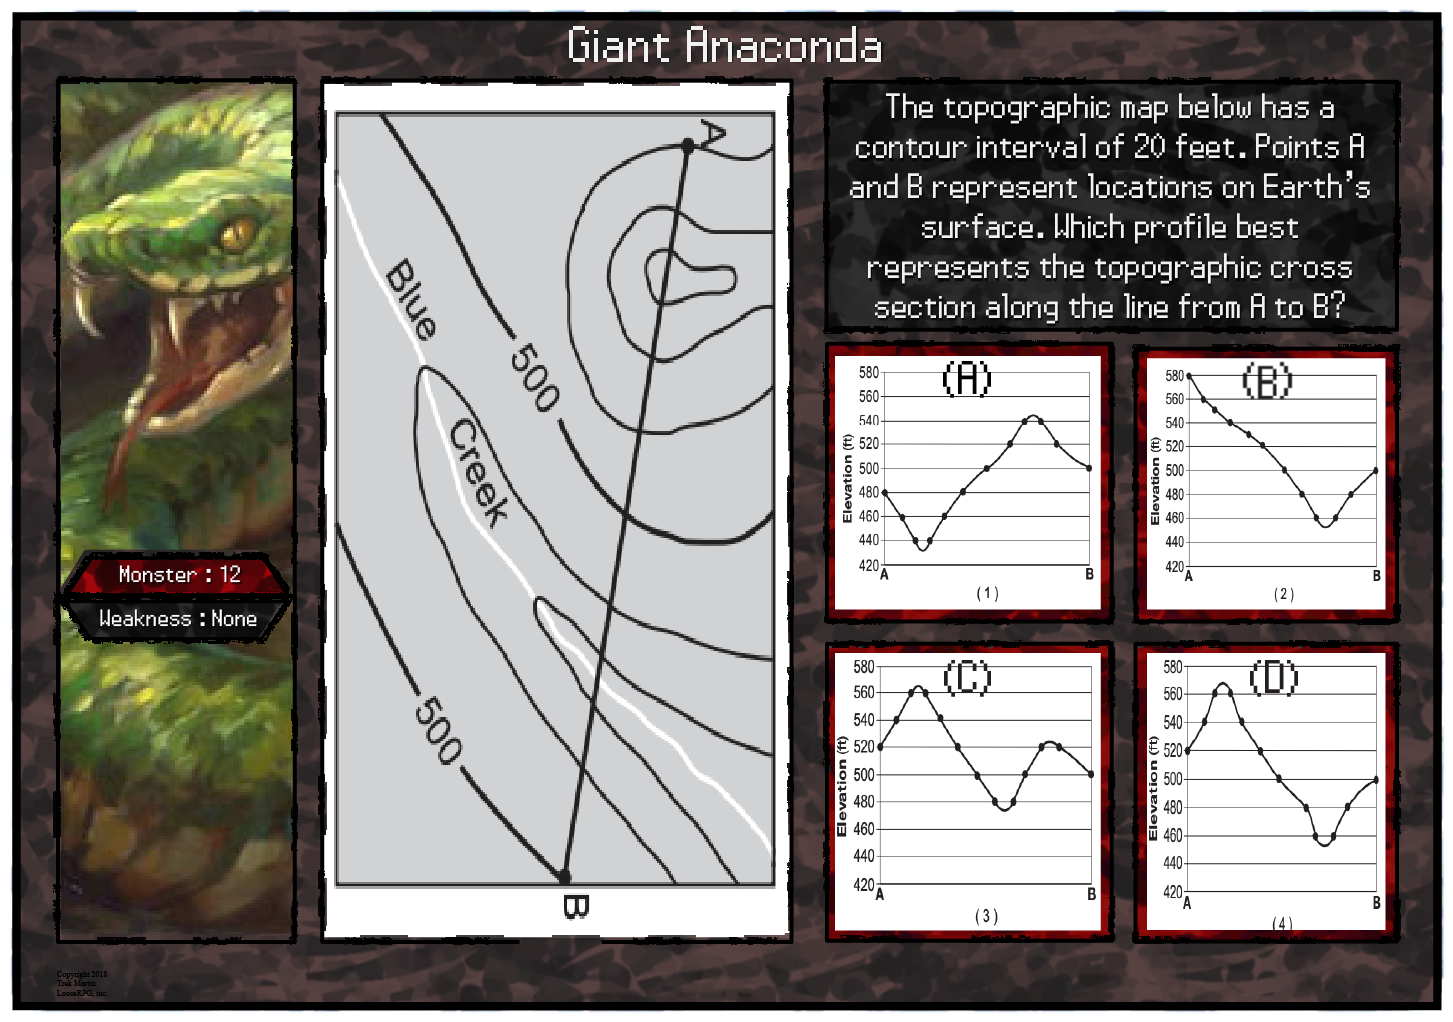 Giant Anaconda
The topographic map below has a
contour interval of 20 feet. Points A
and B represent locations on Earth's
surface. Which profile best
represents the topographic cross
section along the line from A to B?
A
Blue
500
Creek
500
B
Monster : 12
Weakness : None
(A)
580
560
540
520
500
480
460
440
420
Elevation (ft)
A
B
(1)
(B)
580
560
540
520
500
480
460
440
420
Elevation (ft)
A
B
(2)
(C)
580
560
540
520
500
480
460
440
420
Elevation (ft)
A
B
(3)
(D)
580
560
540
520
500
480
460
440
420
Elevation (ft)
A
B
(4)
Copyright 2018
Trek Martin
LooseRPG, inc.